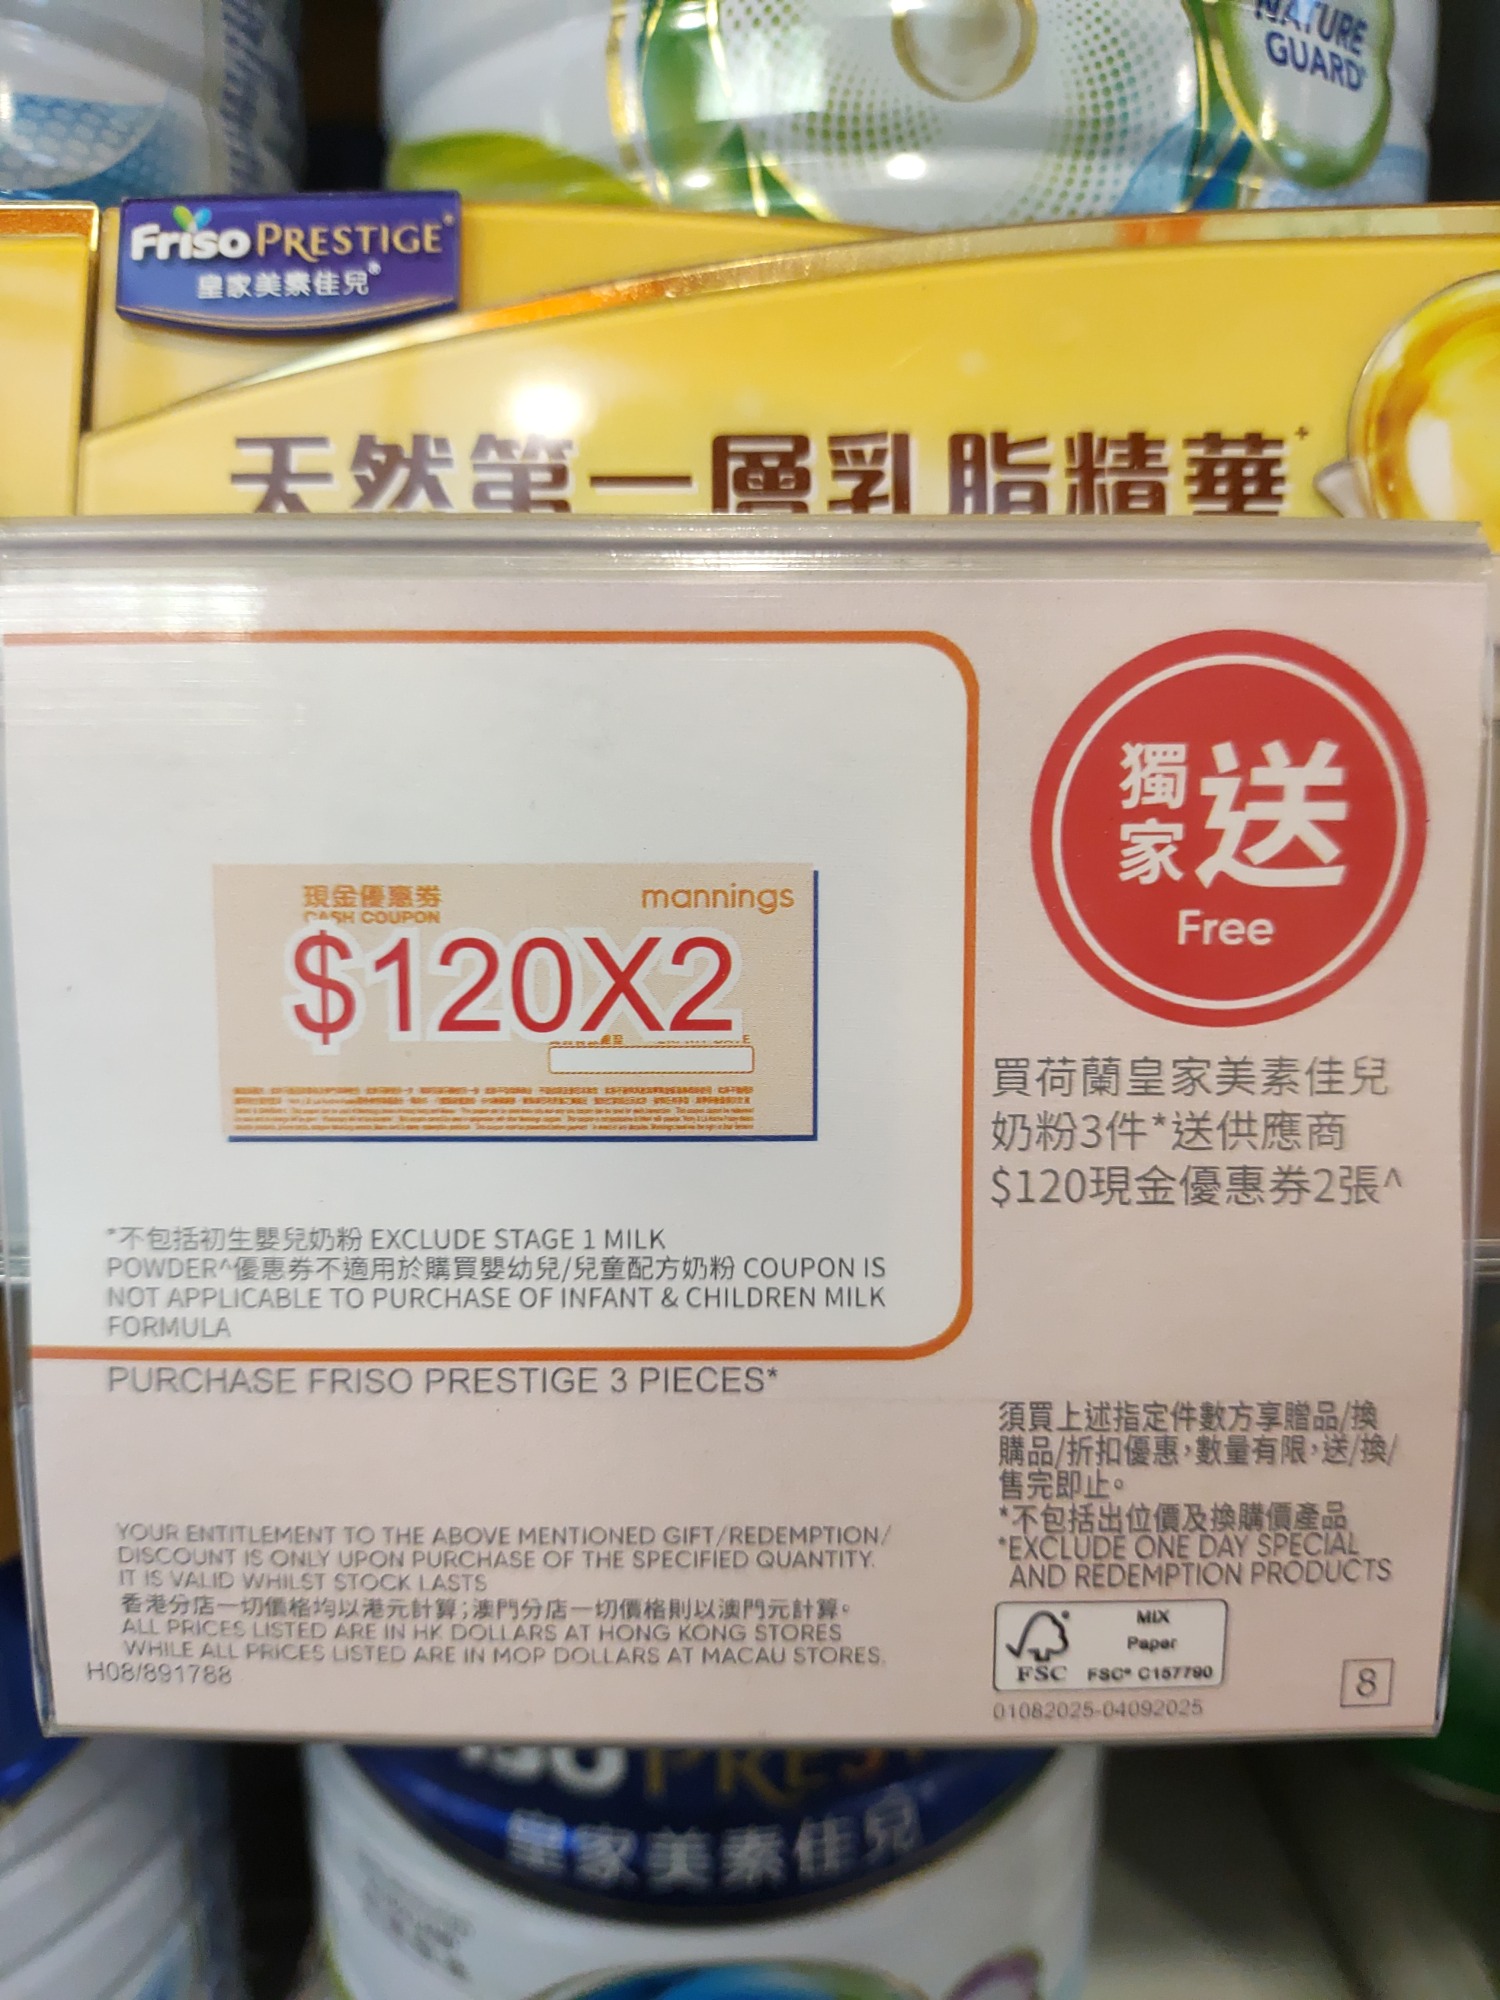 NATURE
GUARD
Friso PRESTIGE
皇家美素佳兒®
天然第一層乳脂精華+
獨家送
Free
現金優惠券
mannings
CASH COUPON
$120X2
買荷蘭皇家美素佳兒
奶粉3件*送供應商
$120現金優惠券2張^
*不包括初生嬰兒奶粉 EXCLUDE STAGE 1 MILK
POWDER^優惠券不適用於購買嬰幼兒/兒童配方奶粉 COUPON IS
NOT APPLICABLE TO PURCHASE OF INFANT & CHILDREN MILK
FORMULA
PURCHASE FRISO PRESTIGE 3 PIECES*
須買上述指定件數方享贈品/換
購品/折扣優惠，數量有限，送/換/
售完即止。
*不包括出位價及換購價產品
*EXCLUDE ONE DAY SPECIAL
AND REDEMPTION PRODUCTS
YOUR ENTITLEMENT TO THE ABOVE MENTIONED GIFT/REDEMPTION/
DISCOUNT IS ONLY UPON PURCHASE OF THE SPECIFIED QUANTITY.
IT IS VALID WHILST STOCK LASTS
香港分店一切價格均以港元計算；澳門分店一切價格則以澳門元計算。
ALL PRICES LISTED ARE IN HK DOLLARS AT HONG KONG STORES
WHILE ALL PRICES LISTED ARE IN MOP DOLLARS AT MACAU STORES.
H08/891788
MIX
Paper
FSC FSC® C157790
8
01082025-04092025
皇家美素佳兒